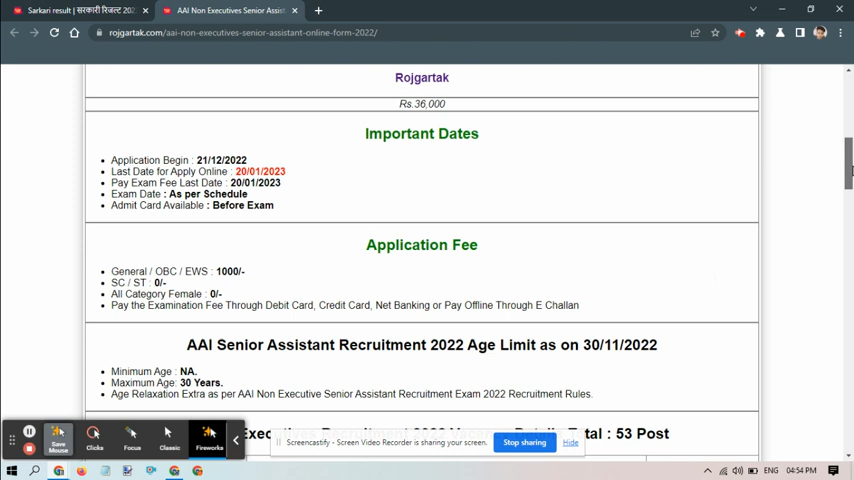 Sarkari result | सरकारी रिजल्ट 202
AAI Non Executives Senior Assist
rojgartak.com/aai-non-executives-senior-assistant-online-form-2022/
Rojgartak
Rs.36,000
Important Dates
Application Begin : 21/12/2022
Last Date for Apply Online : 20/01/2023
Pay Exam Fee Last Date : 20/01/2023
Exam Date : As per Schedule
Admit Card Available : Before Exam
Application Fee
General / OBC / EWS : 1000/-
SC / ST : 0/-
All Category Female : 0/-
Pay the Examination Fee Through Debit Card, Credit Card, Net Banking or Pay Offline Through E Challan
AAI Senior Assistant Recruitment 2022 Age Limit as on 30/11/2022
Minimum Age : NA.
Maximum Age: 30 Years.
Age Relaxation Extra as per AAI Non Executive Senior Assistant Recruitment Exam 2022 Recruitment Rules.
Total : 53 Post
Save Mouse
Clicks
Focus
Classic
Fireworks
Screencastify - Screen Video Recorder is sharing your screen.
Stop sharing
Hide
ENG
04:54 PM